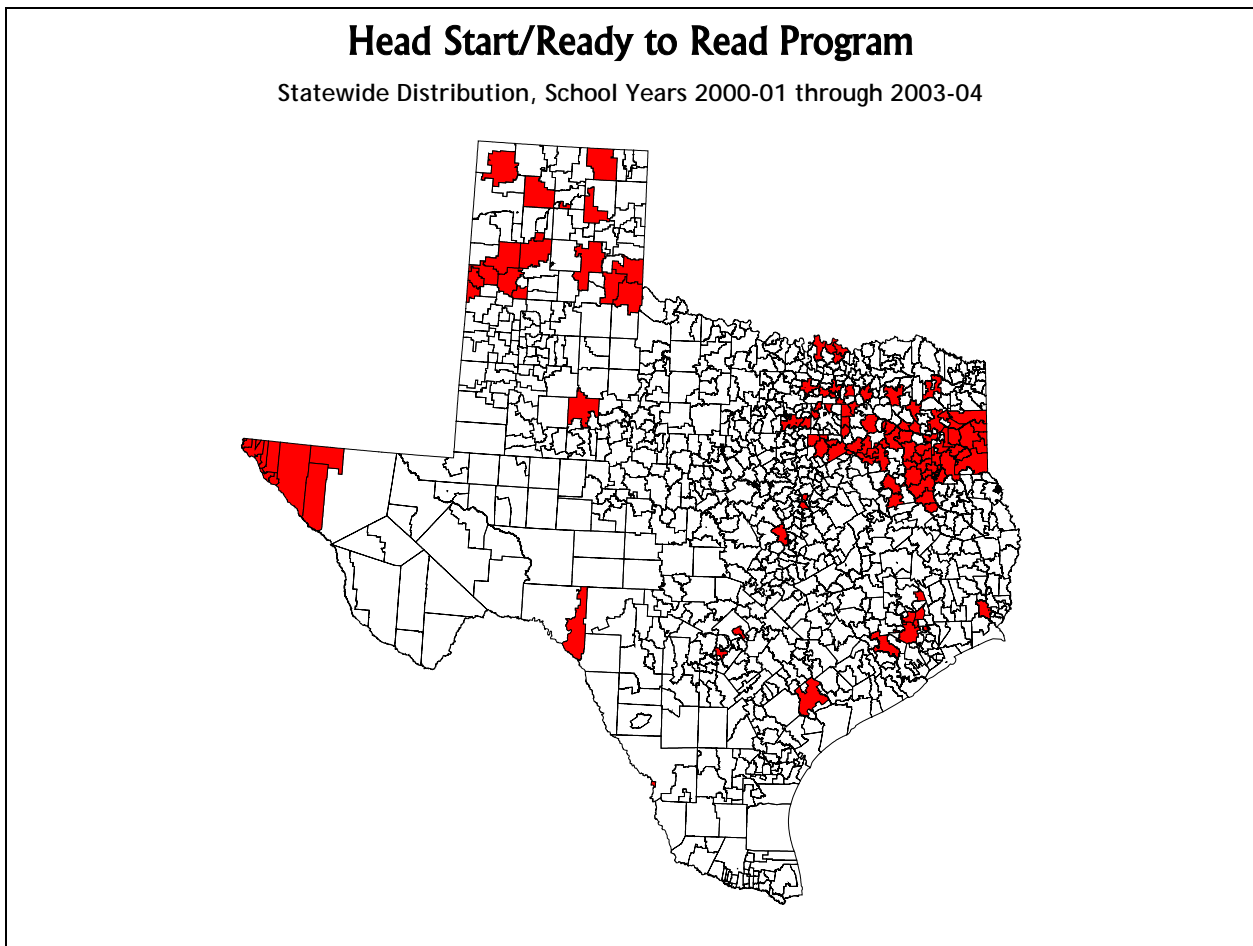 Head Start/Ready to Read Program
Statewide Distribution, School Years 2000-01 through 2003-04